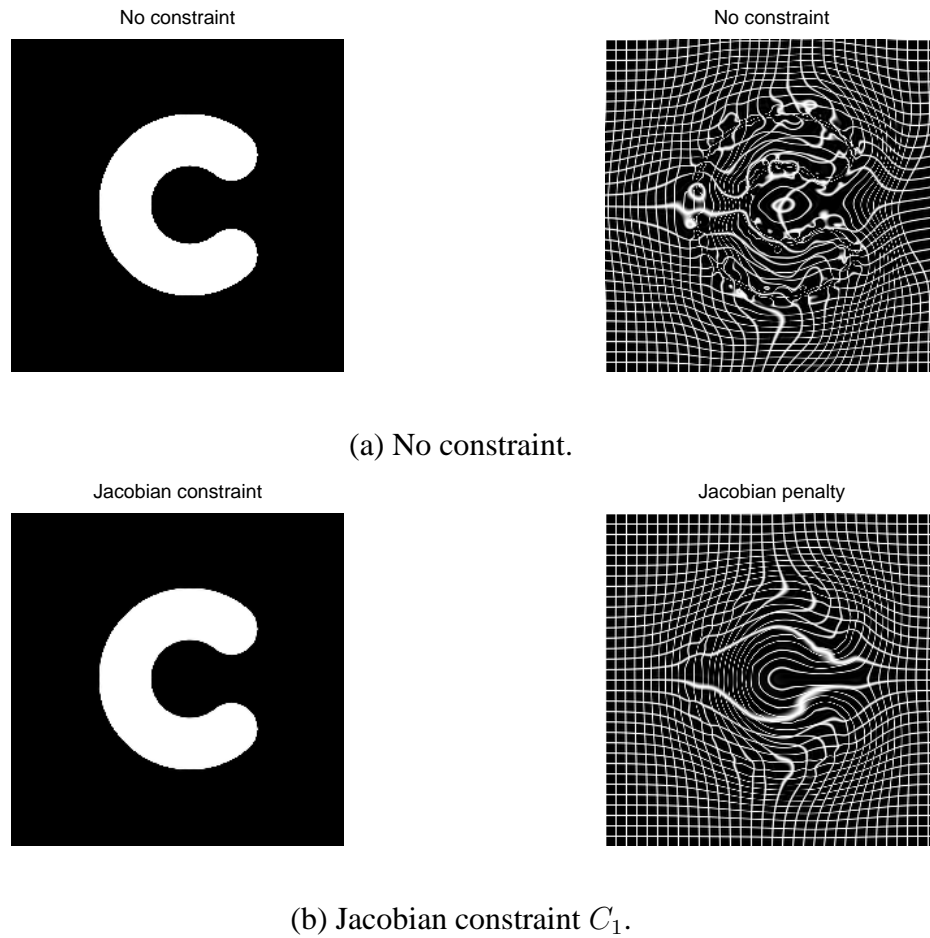 No constraint
No constraint
(a) No constraint.
Jacobian constraint
Jacobian penalty
(b) Jacobian constraint C₁.